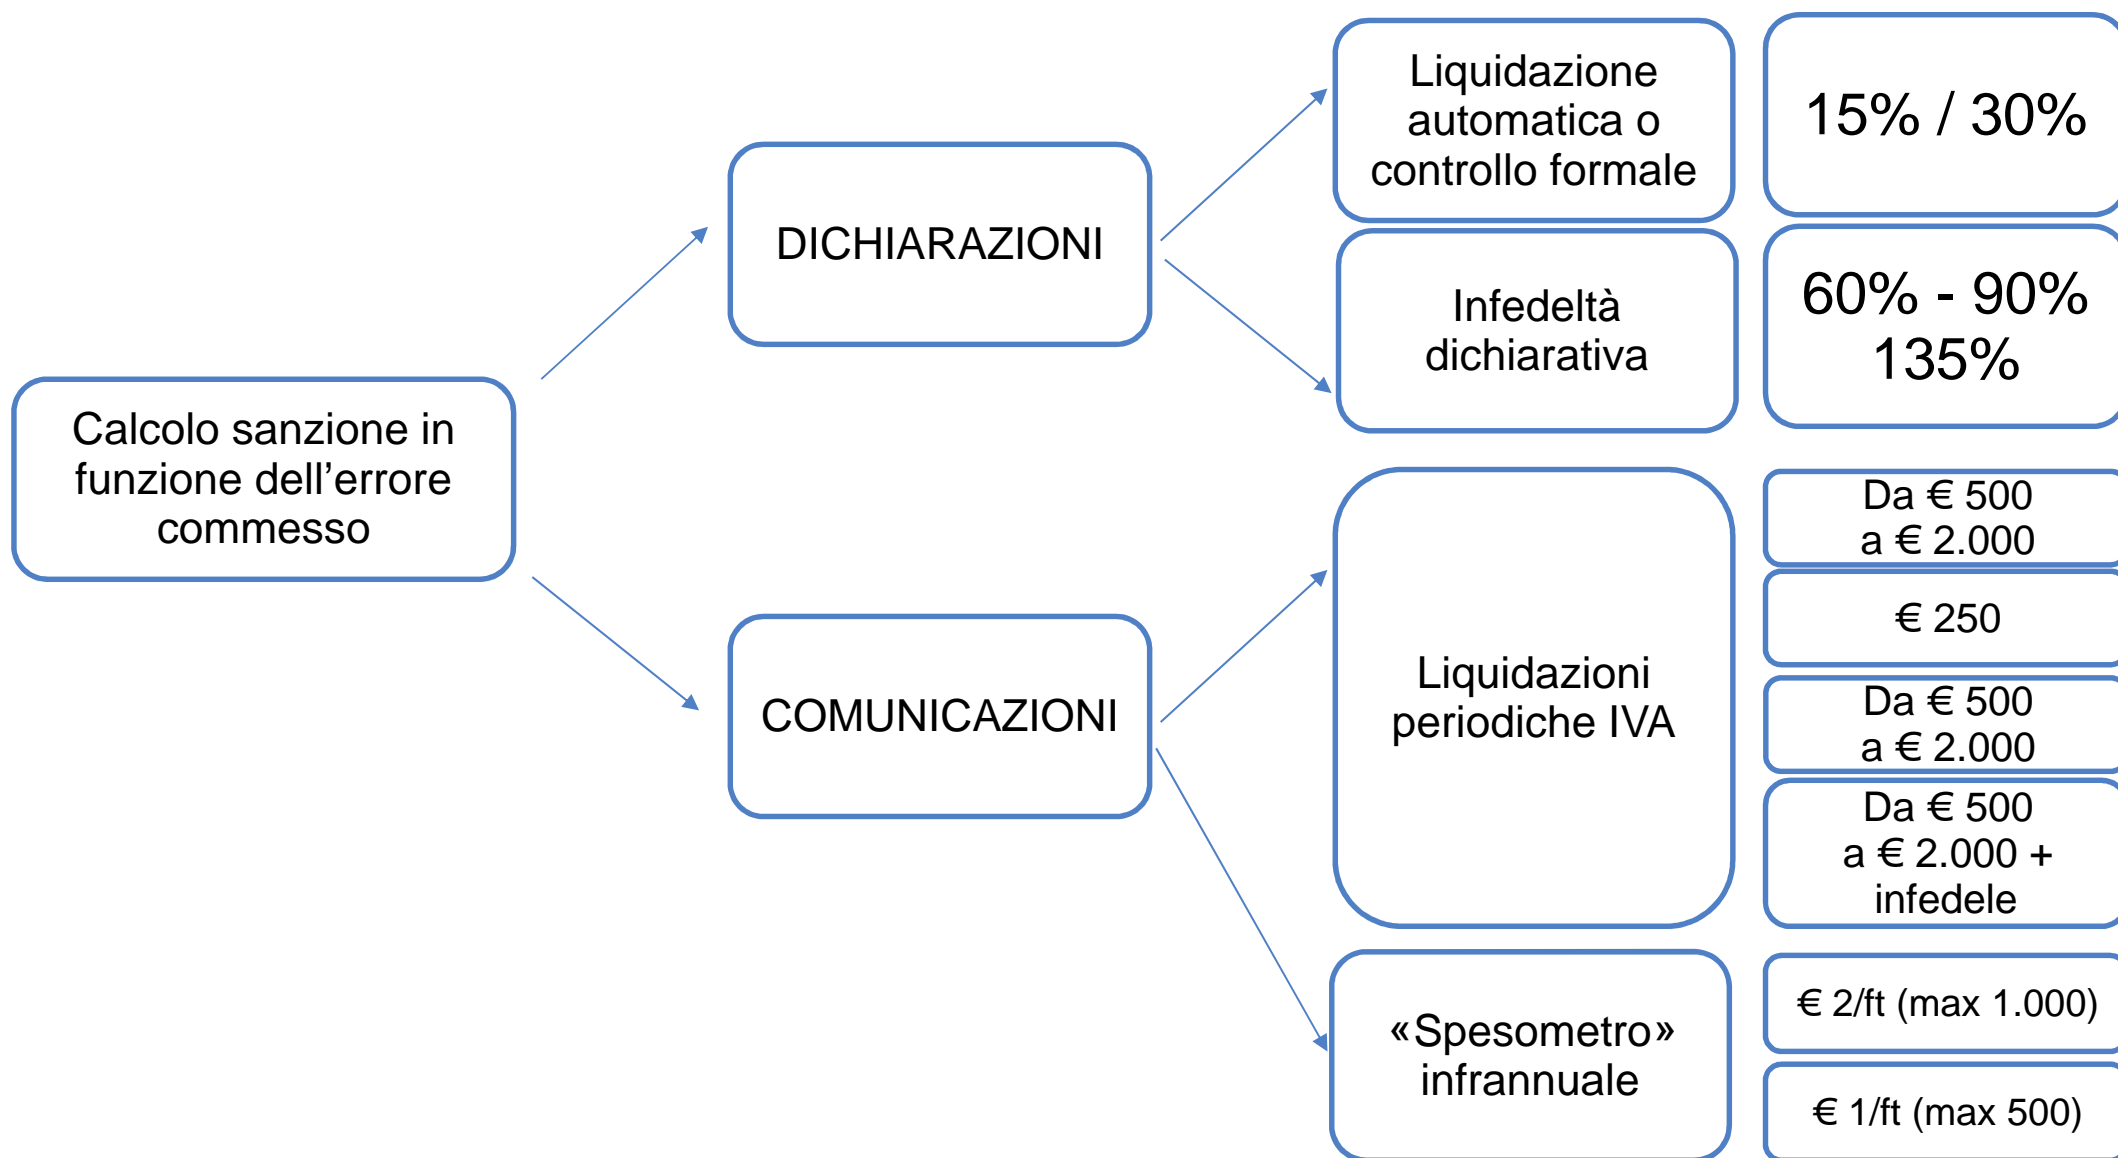 Calcolo sanzione in
funzione dell’errore
commesso
DICHIARAZIONI
Liquidazione
automatica o
controllo formale
15% / 30%
Infedeltà
dichiarativa
60% - 90%
135%
COMUNICAZIONI
Liquidazioni
periodiche IVA
Da € 500
a € 2.000
€ 250
Da € 500
a € 2.000
Da € 500
a € 2.000 +
infedele
«Spesometro»
infrannuale
€ 2/ft (max 1.000)
€ 1/ft (max 500)